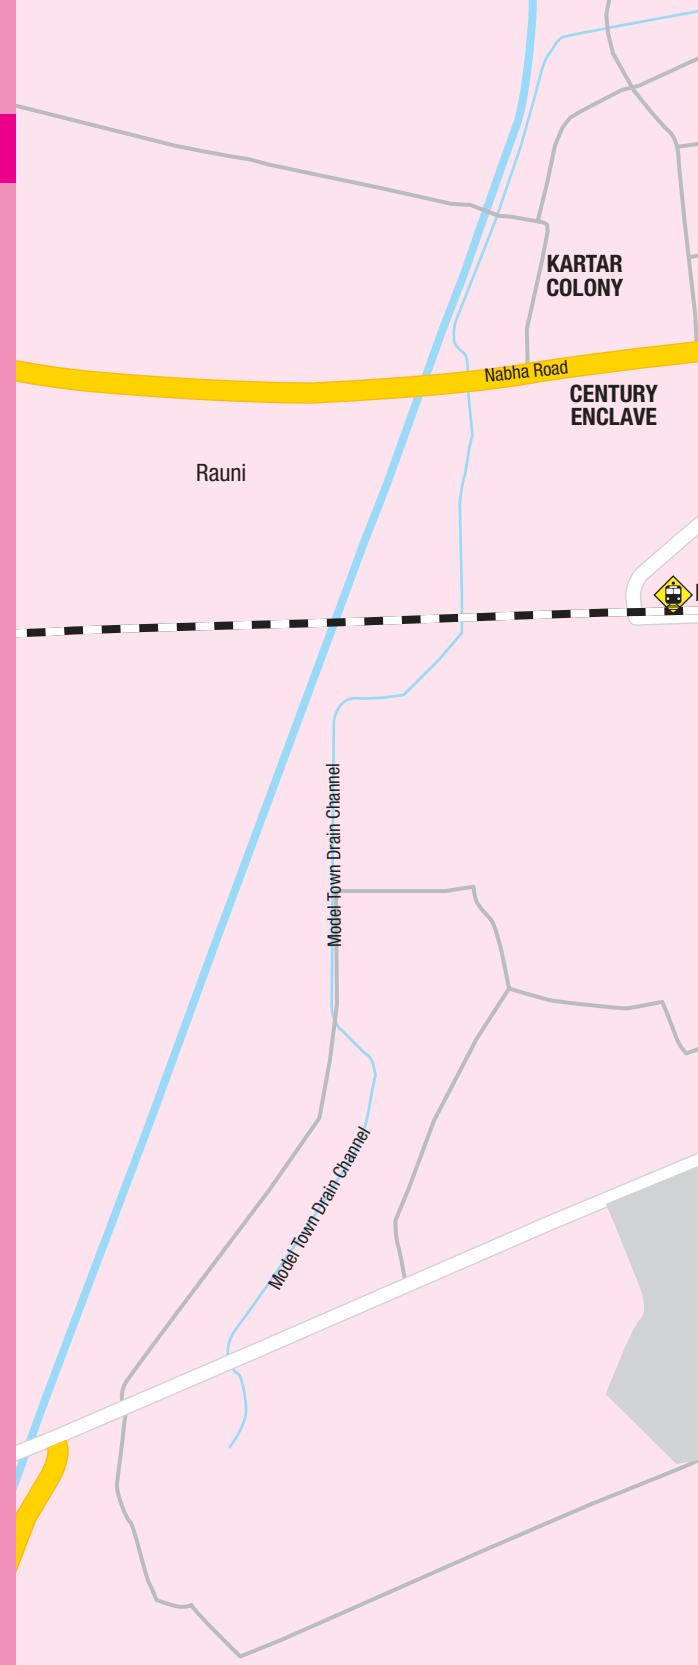 KARTAR
COLONY
Nabha Road
CENTURY
ENCLAVE
Rauni
Model Town Drain Channel
Model Town Drain Channel